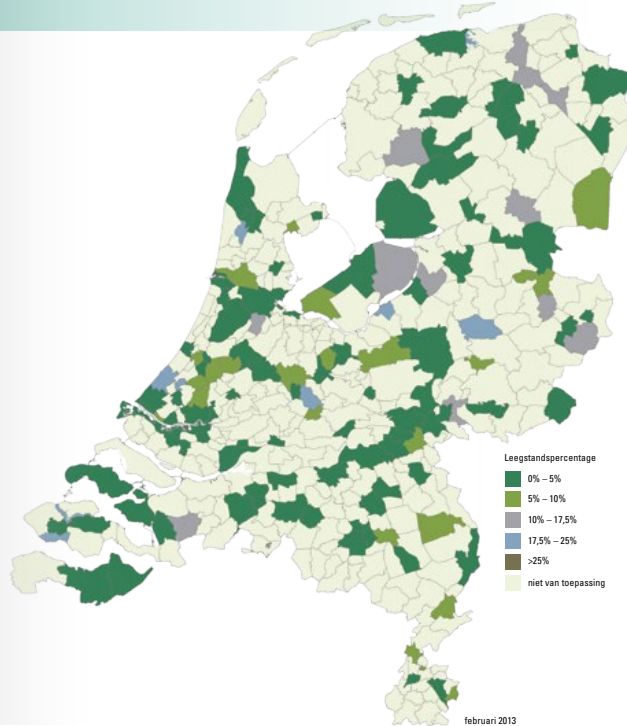 Leegstandspercentage
0% – 5%
5% – 10%
10% – 17,5%
17,5% – 25%
>25%
niet van toepassing
februari 2013